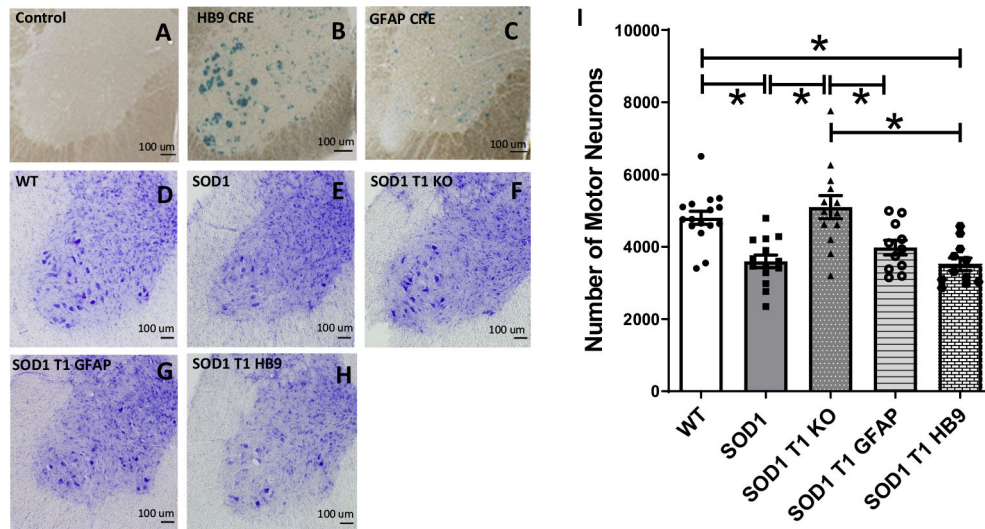 Control
A
100 um
HB9 CRE
B
100 um
GFAP CRE
C
100 um
WT
D
100 um
SOD1
E
100 um
SOD1 T1 KO
F
100 um
SOD1 T1 GFAP
G
100 um
SOD1 T1 HB9
H
100 um
I
Number of Motor Neurons
10000
8000
6000
4000
2000
0
*
*
*
*
*
WT
SOD1
SOD1 T1 KO
SOD1 T1 GFAP
SOD1 T1 HB9